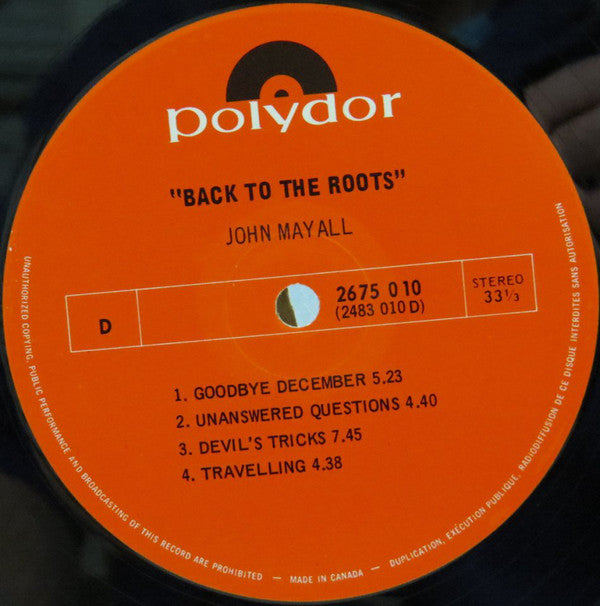 polydor
"BACK TO THE ROOTS"
JOHN MAYALL
D
2675 010
(2483 010 D)
STEREO
33⅓
1. GOODBYE DECEMBER 5.23
2. UNANSWERED QUESTIONS 4.40
3. DEVIL'S TRICKS 7.45
4. TRAVELLING 4.38
UNAUTHORIZED COPYING, PUBLIC PERFORMANCE AND BROADCASTING OF THIS RECORD ARE PROHIBITED — MADE IN CANADA — DUPLICATION, EXÉCUTION PUBLIQUE, RADIODIFFUSION DE CE DISQUE INTERDITES SANS AUTORISATION